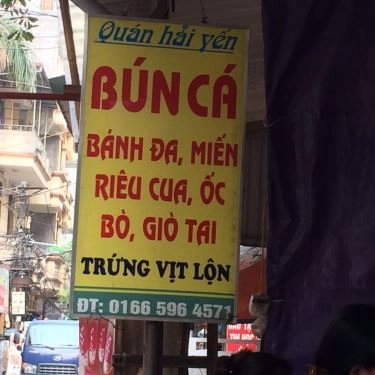 Quán hải yến
BÚN CÁ
BÁNH ĐA, MIẾN
RIÊU CUA, ỐC
BÒ, GIÒ TAI
TRỨNG VỊT LỘN
ĐT: 0166 596 4571